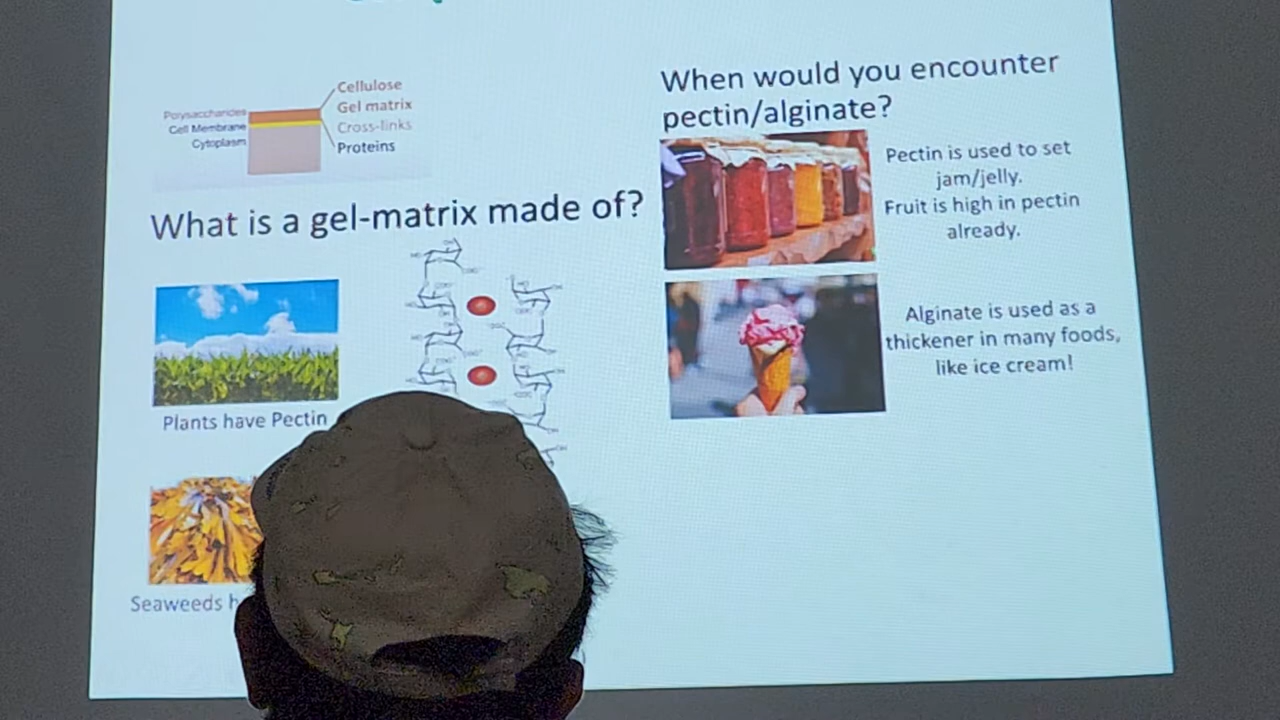 Polysaccharides
Cell Membrane
Cytoplasm
Cellulose
Gel matrix
Cross-links
Proteins
What is a gel-matrix made of?
Plants have Pectin
Seaweeds
When would you encounter
pectin/alginate?
Pectin is used to set
jam/jelly.
Fruit is high in pectin
already.
Alginate is used as a
thickener in many foods,
like ice cream!